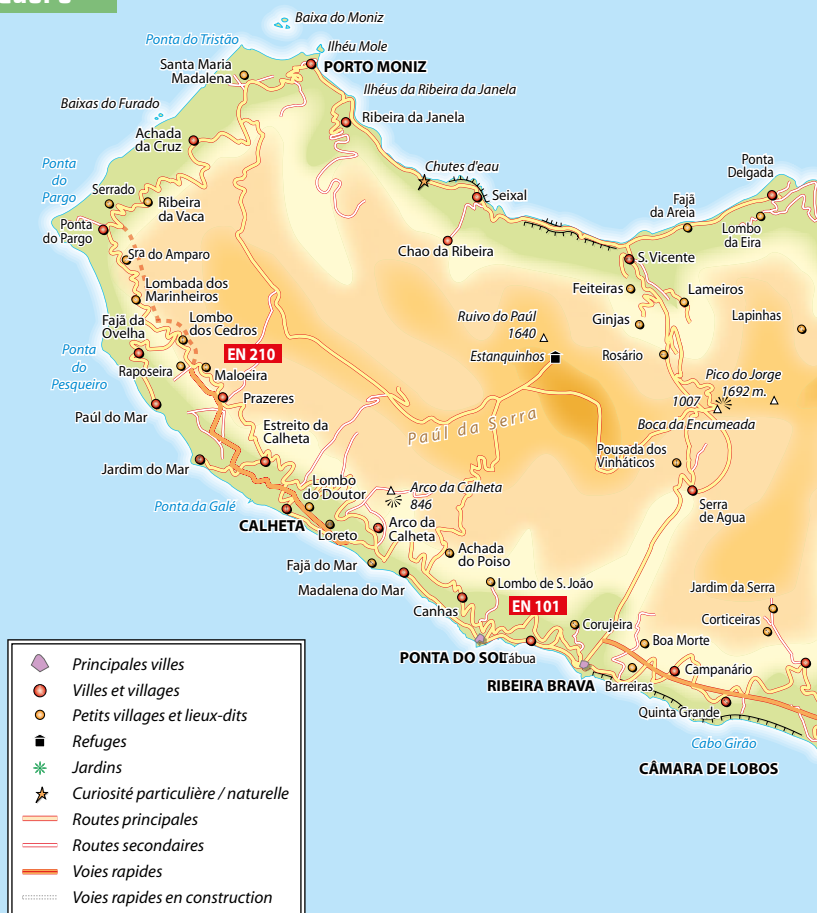 Baixa do Moniz
Ponta do Tristão
Ilhéu Mole
Santa Maria
Madalena
PORTO MONIZ
Ilhéus da Ribeira da Janela
Baixas do Furado
Ribeira da Janela
Achada
da Cruz
Chutes d'eau
Ponta
do
Pargo
Ponta
Delgada
Serrado
Ribeira
da Vaca
Seixal
Fajã
da Areia
Ponta
do Pargo
Lombo
da Eira
Chao da Ribeira
Sra do Amparo
S. Vicente
Lombada dos
Marinheiros
Feiteiras
Lameiros
Fajã da
Ovelha
Lombo
dos Cedros
Ruivo do Paúl
1640
Ginjas
Lapinhas
EN 210
Estanquinhos
Rosário
Ponta
do
Pesqueiro
Raposeira
Maloeira
Pico do Jorge
1692 m.
Prazeres
1007
Paúl do Mar
Paúl da Serra
Boca da Encumeada
Estreito da
Calheta
Pousada dos
Vinháticos
Jardim do Mar
Lombo
do Doutor
Arco da Calheta
846
Ponta da Galé
Serra
de Agua
CALHETA
Loreto
Arco da
Calheta
Achada
do Poiso
Fajã do Mar
Madalena do Mar
Lombo de S. João
Jardim da Serra
Canhas
EN 101
Corujeira
Corticeiras
Boa Morte
PONTA DO SOL
Tábua
Campanário
RIBEIRA BRAVA
Barreiras
Quinta Grande
Cabo Girão
CÂMARA DE LOBOS
Principales villes
Villes et villages
Petits villages et lieux-dits
Refuges
Jardins
Curiosité particulière / naturelle
Routes principales
Routes secondaires
Voies rapides
Voies rapides en construction